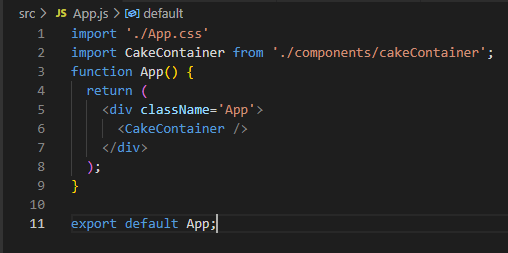 src > JS App.js > default
1 import './App.css'
2 import CakeContainer from './components/cakeContainer';
3 function App() {
4   return (
5     <div className='App'>
6       <CakeContainer />
7     </div>
8   );
9 }
10
11 export default App;